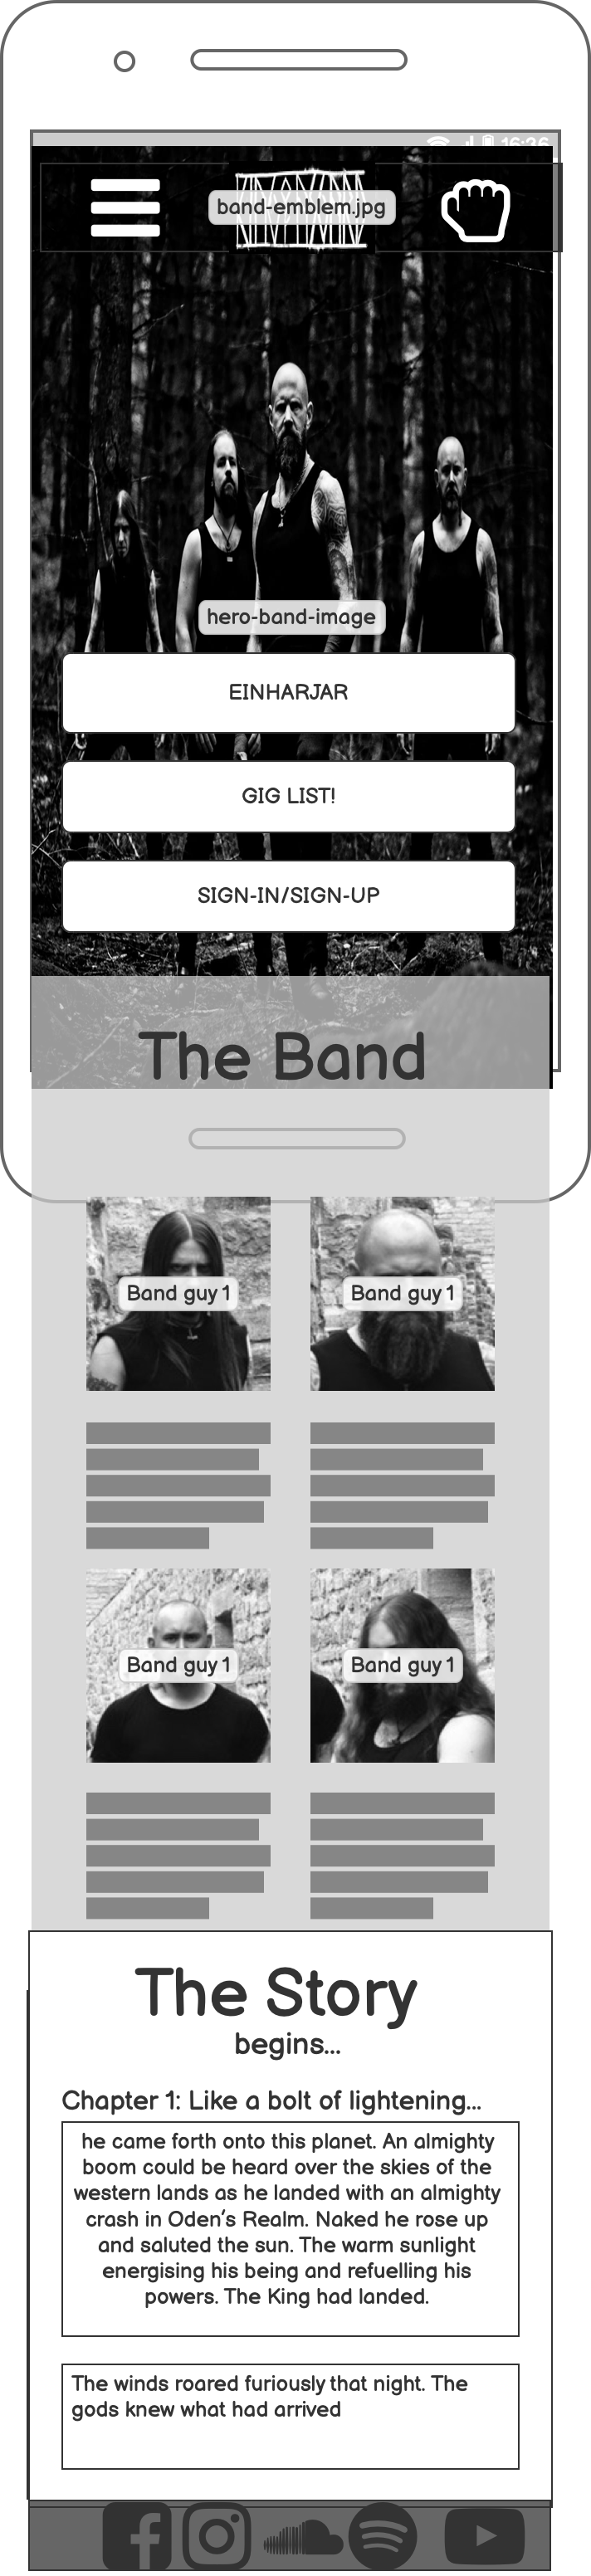 16:36
band-emblem.jpg
hero-band-image
EINHARJAR
GIG LIST!
SIGN-IN/SIGN-UP
The Band
Band guy 1
Band guy 1
Band guy 1
Band guy 1
The Story
begins...
Chapter 1: Like a bolt of lightening...
he came forth onto this planet. An almighty
boom could be heard over the skies of the
western lands as he landed with an almighty
crash in Oden's Realm. Naked he rose up
and saluted the sun. The warm sunlight
energising his being and refuelling his
powers. The King had landed.
The winds roared furiously that night. The
gods knew what had arrived